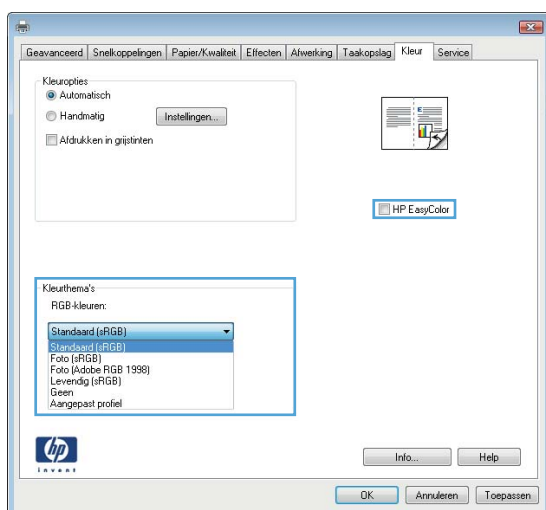 Geavanceerd Snelkoppelingen Papier/Kwaliteit Effecten Afwerking Taakopslag Kleur Service
Kleuropties
Automatisch
Handmatig Instellingen...
Afdrukken in grijstinten
HP EasyColor
Kleurthema's
RGB-kleuren:
Standaard (sRGB)
Standaard (sRGB)
Foto (sRGB)
Foto (Adobe RGB 1998)
Levendig (sRGB)
Geen
Aangepast profiel
hp
invent
Info... Help
OK Annuleren Toepassen